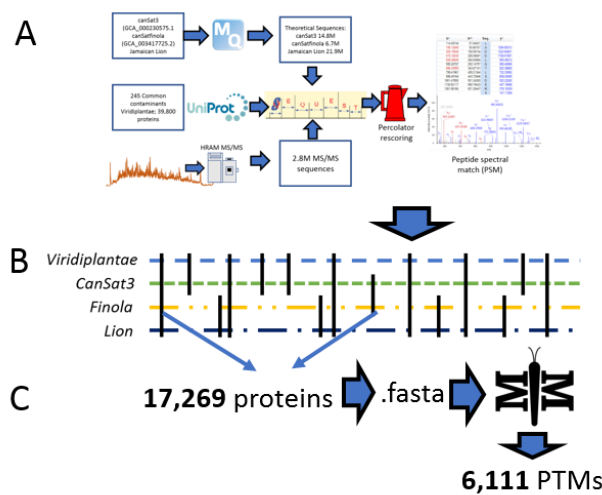 A
canSat3
(GCA_000230575.1
canSatfinola
(GCA_003417725.2)
Jamaican Lion
MQ
Theoretical Sequences:
canSat3 14.8M
canSatfinola 6.7M
Jamaican Lion 21.9M
245 Common
contaminants
Viridiplantae; 39,800
proteins
UniProt
SEQUEST
Percolator
rescoring
Peptide spectral
match (PSM)
HRAM MS/MS
2.8M MS/MS
sequences
B
Viridiplantae
CanSat3
Finola
Lion
C
17,269 proteins
.fasta
MM
6,111 PTMs